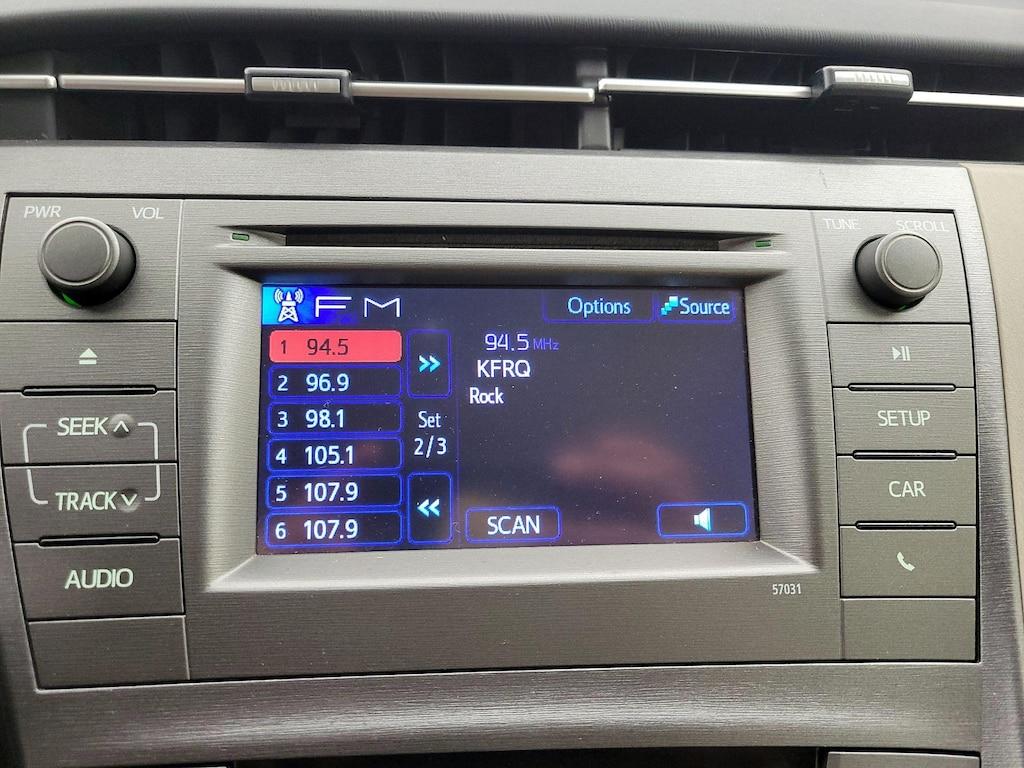 PWR VOL
TUNE SCROLL
FM
Options
Source
1 94.5
2 96.9
3 98.1
4 105.1
5 107.9
6 107.9
Set
2/3
94.5 MHz
KFRQ
Rock
SCAN
SEEK
TRACK
AUDIO
SETUP
CAR
57031